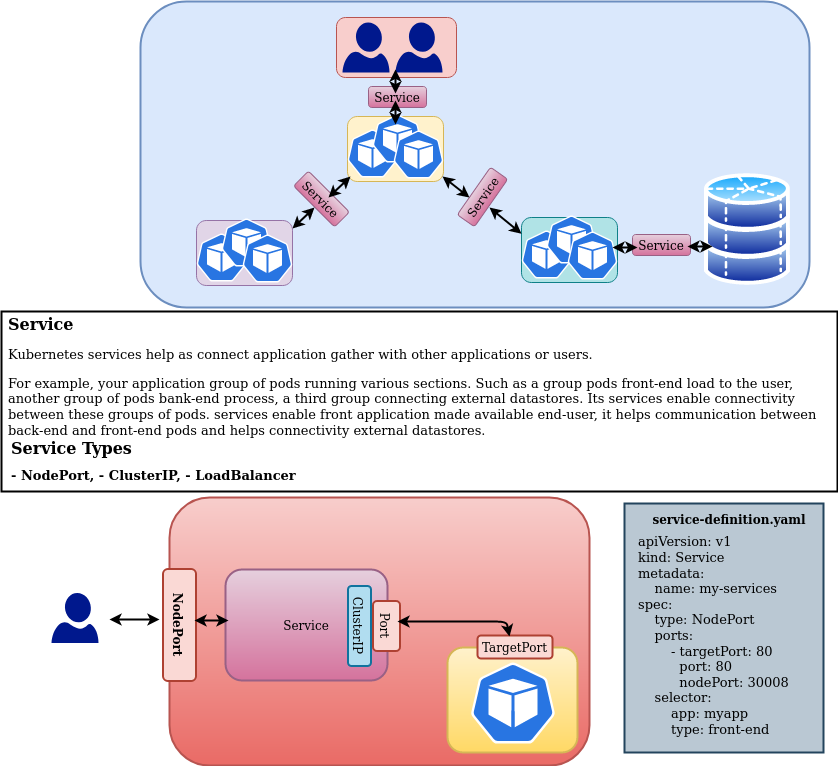 Service
Service
Service
Service
Service
Kubernetes services help as connect application gather with other applications or users.
For example, your application group of pods running various sections. Such as a group pods front-end load to the user,
another group of pods bank-end process, a third group connecting external datastores. Its services enable connectivity
between these groups of pods. services enable front application made available end-user, it helps communication between
back-end and front-end pods and helps connectivity external datastores.
Service Types
- NodePort, - ClusterIP, - LoadBalancer
NodePort
Service
ClusterIP
Port
TargetPort
service-definition.yaml
apiVersion: v1
kind: Service
metadata:
name: my-services
spec:
type: NodePort
ports:
- targetPort: 80
port: 80
nodePort: 30008
selector:
app: myapp
type: front-end